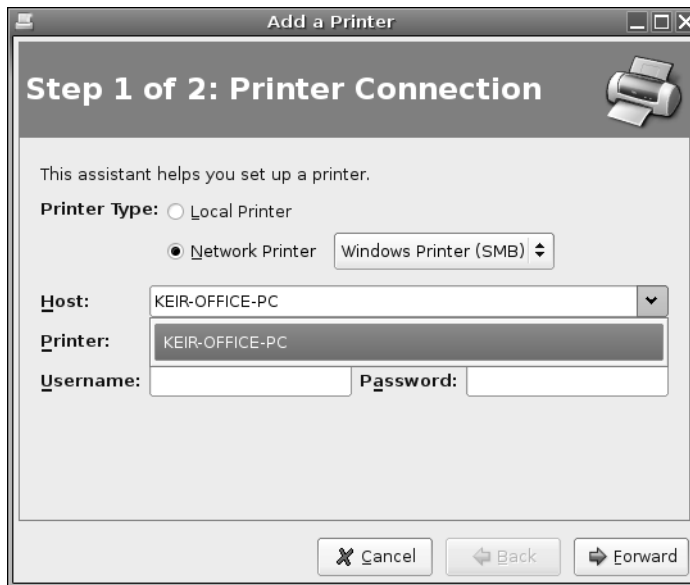 Add a Printer
Step 1 of 2: Printer Connection
This assistant helps you set up a printer.
Printer Type: Local Printer
Network Printer Windows Printer (SMB)
Host: KEIR-OFFICE-PC
Printer: KEIR-OFFICE-PC
Username: Password:
Cancel Back Forward